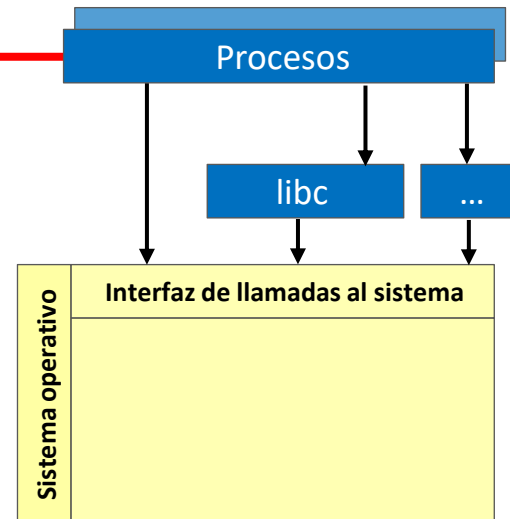 Procesos
libc
...
Interfaz de llamadas al sistema
Sistema operativo